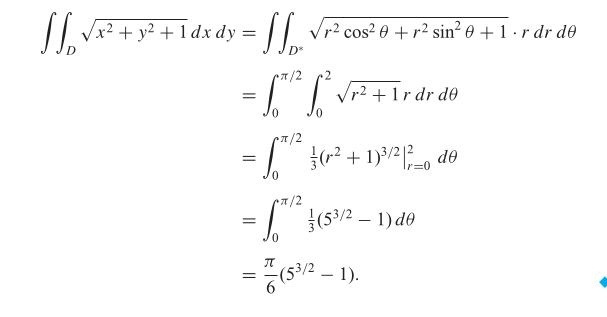 ∬_D √(x² + y² + 1) dx dy = ∬_{D*} √(r² cos² θ + r² sin² θ + 1) · r dr dθ
= ∫_0^{π/2} ∫_0^2 √(r² + 1) r dr dθ
= ∫_0^{π/2} ⅓(r² + 1)^{3/2}|_{r=0}^2 dθ
= ∫_0^{π/2} ⅓(5^{3/2} − 1) dθ
= π/6 (5^{3/2} − 1).